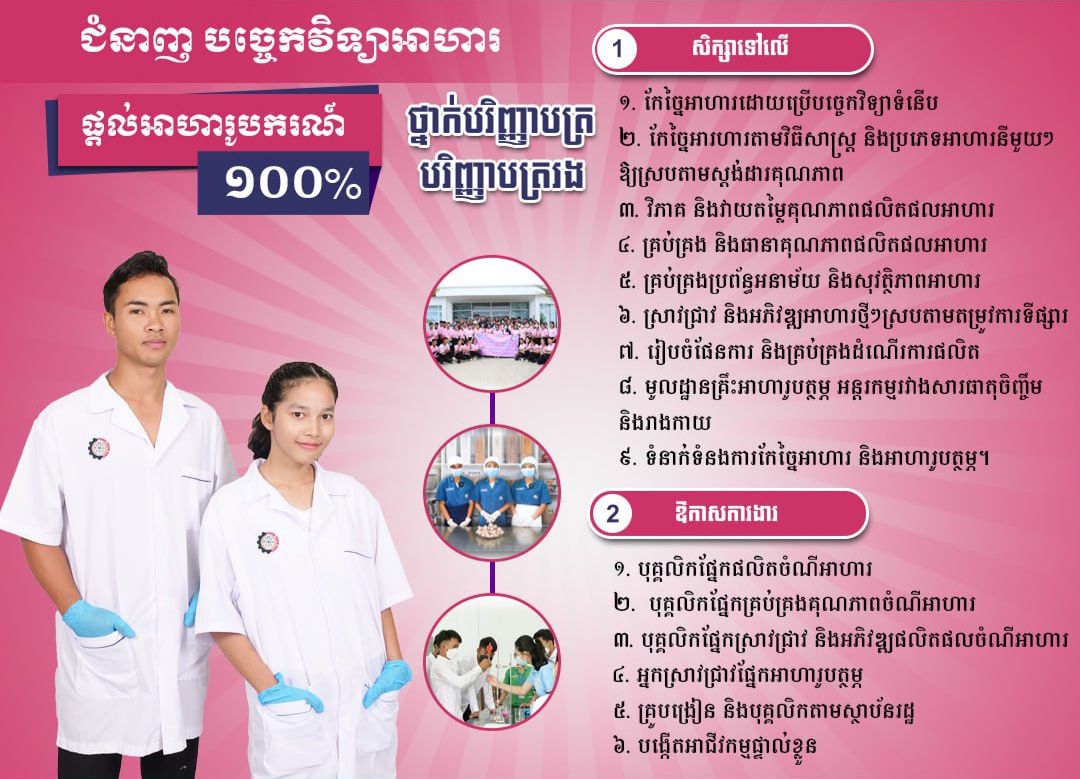 ជំនាញ បច្ចេកវិទ្យាអាហារ
ផ្តល់អាហារូបករណ៍
១០០%
ថ្នាក់បរិញ្ញាបត្រ
បរិញ្ញាបត្ររង
1 សិក្សាទៅលើ
១. កែច្នៃអាហារដោយប្រើបច្ចេកវិទ្យាទំនើប
២. កែច្នៃអារហារតាមវិធីសាស្ត្រ និងប្រភេទអាហារនីមួយៗ
ឱ្យស្របតាមស្តង់ដារគុណភាព
៣. វិភាគ និងវាយតម្លៃគុណភាពផលិតផលអាហារ
៤. គ្រប់គ្រង និងធានាគុណភាពផលិតផលអាហារ
៥. គ្រប់គ្រងប្រព័ន្ធអនាម័យ និងសុវត្ថិភាពអាហារ
៦. ស្រាវជ្រាវ និងអភិវឌ្ឍអាហារថ្មីៗស្របតាមតម្រូវការទីផ្សារ
៧. រៀបចំផែនការ និងគ្រប់គ្រងដំណើរការផលិត
៨. មូលដ្ឋានគ្រឹះអាហារូបត្ថម្ភ អន្តរកម្មរវាងសារធាតុចិញ្ចឹម
និងរាងកាយ
៩. ទំនាក់ទំនងការកែច្នៃអាហារ និងអាហារូបត្ថម្ភ។
2 ឱកាសការងារ
១. បុគ្គលិកផ្នែកផលិតចំណីអាហារ
២. បុគ្គលិកផ្នែកគ្រប់គ្រងគុណភាពចំណីអាហារ
៣. បុគ្គលិកផ្នែកស្រាវជ្រាវ និងអភិវឌ្ឍផលិតផលចំណីអាហារ
៤. អ្នកស្រាវជ្រាវផ្នែកអាហារូបត្ថម្ភ
៥. គ្រូបង្រៀន និងបុគ្គលិកតាមស្ថាប័នរដ្ឋ
៦. បង្កើតអាជីវកម្មផ្ទាល់ខ្លួន